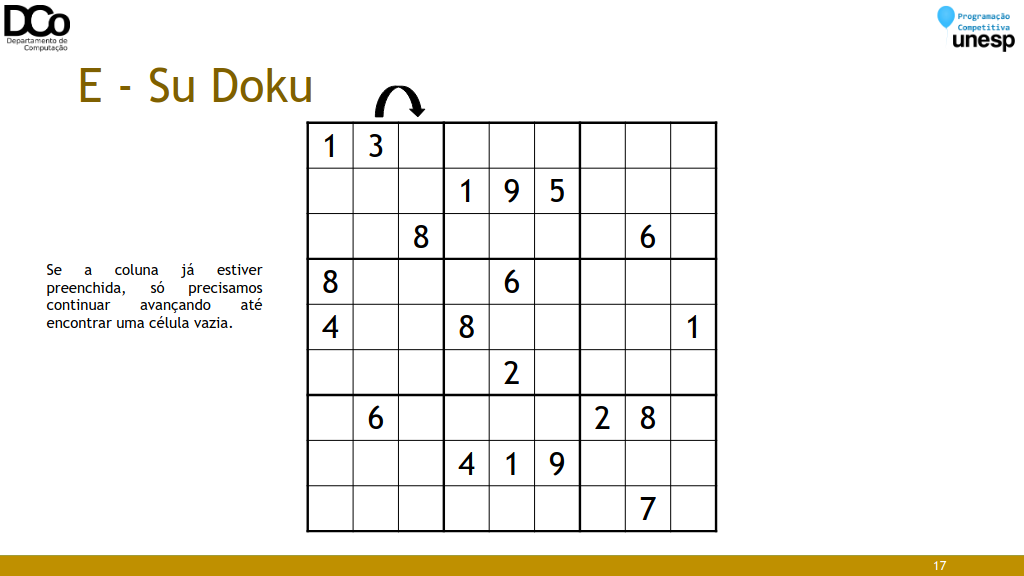 DCo
Departamento de
Computação
Programação
Competitiva
unesp
E - Su Doku
1 3
1 9 5
8 6
Se a coluna já estiver
preenchida, só precisamos
continuar avançando até
encontrar uma célula vazia.
8 6
4 8 1
2
6 2 8
4 1 9
7
17